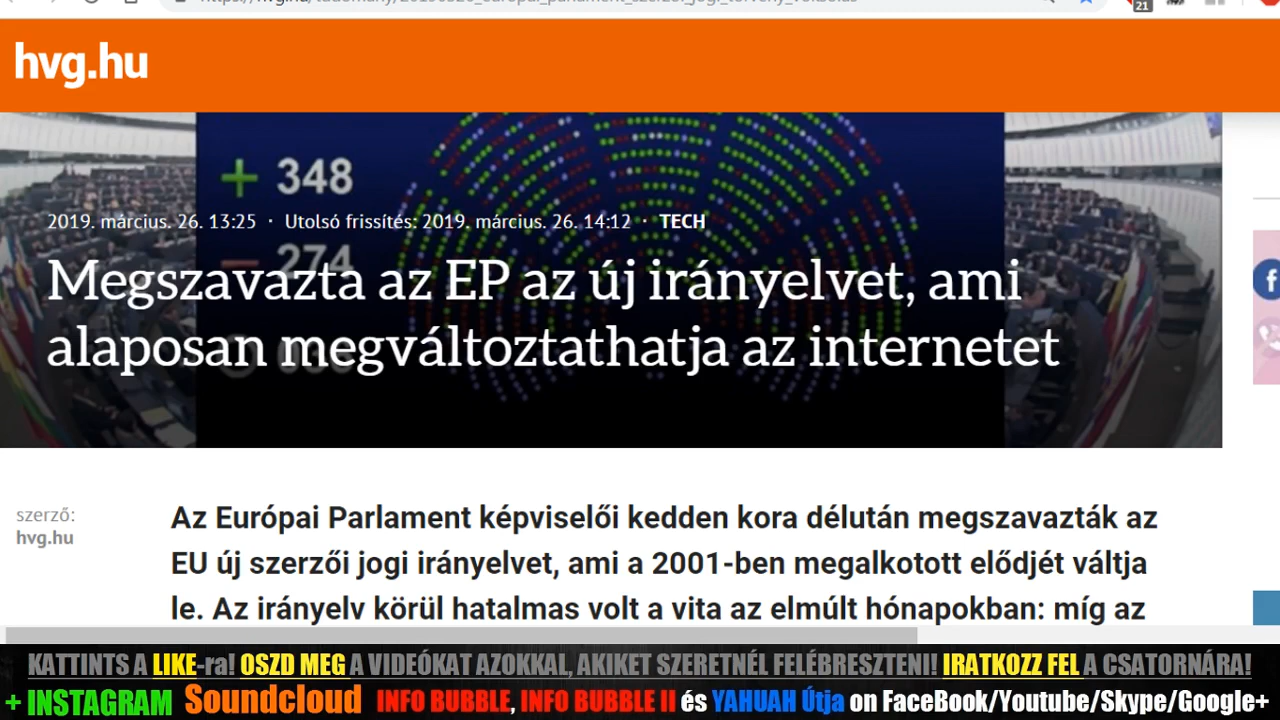 21
hvg.hu
+ 348
2019. március. 26. 13:25 · Utolsó frissítés: 2019. március. 26. 14:12 · TECH
- 274
Megszavazta az EP az új irányelvet, ami
alaposan megváltoztathatja az internetet
szerző:
hvg.hu
Az Európai Parlament képviselői kedden kora délután megszavazták az
EU új szerzői jogi irányelvet, ami a 2001-ben megalkotott elődjét váltja
le. Az irányelv körül hatalmas volt a vita az elmúlt hónapokban: míg az
KATTINTS A LIKE-ra! OSZD MEG A VIDEÓKAT AZOKKAL, AKIKET SZERETNÉL FELÉBRESZTENI! IRATKOZZ FEL A CSATORNÁRA!
+ INSTAGRAM Soundcloud INFO BUBBLE, INFO BUBBLE II és YAHUAH Útja on FaceBook/Youtube/Skype/Google+